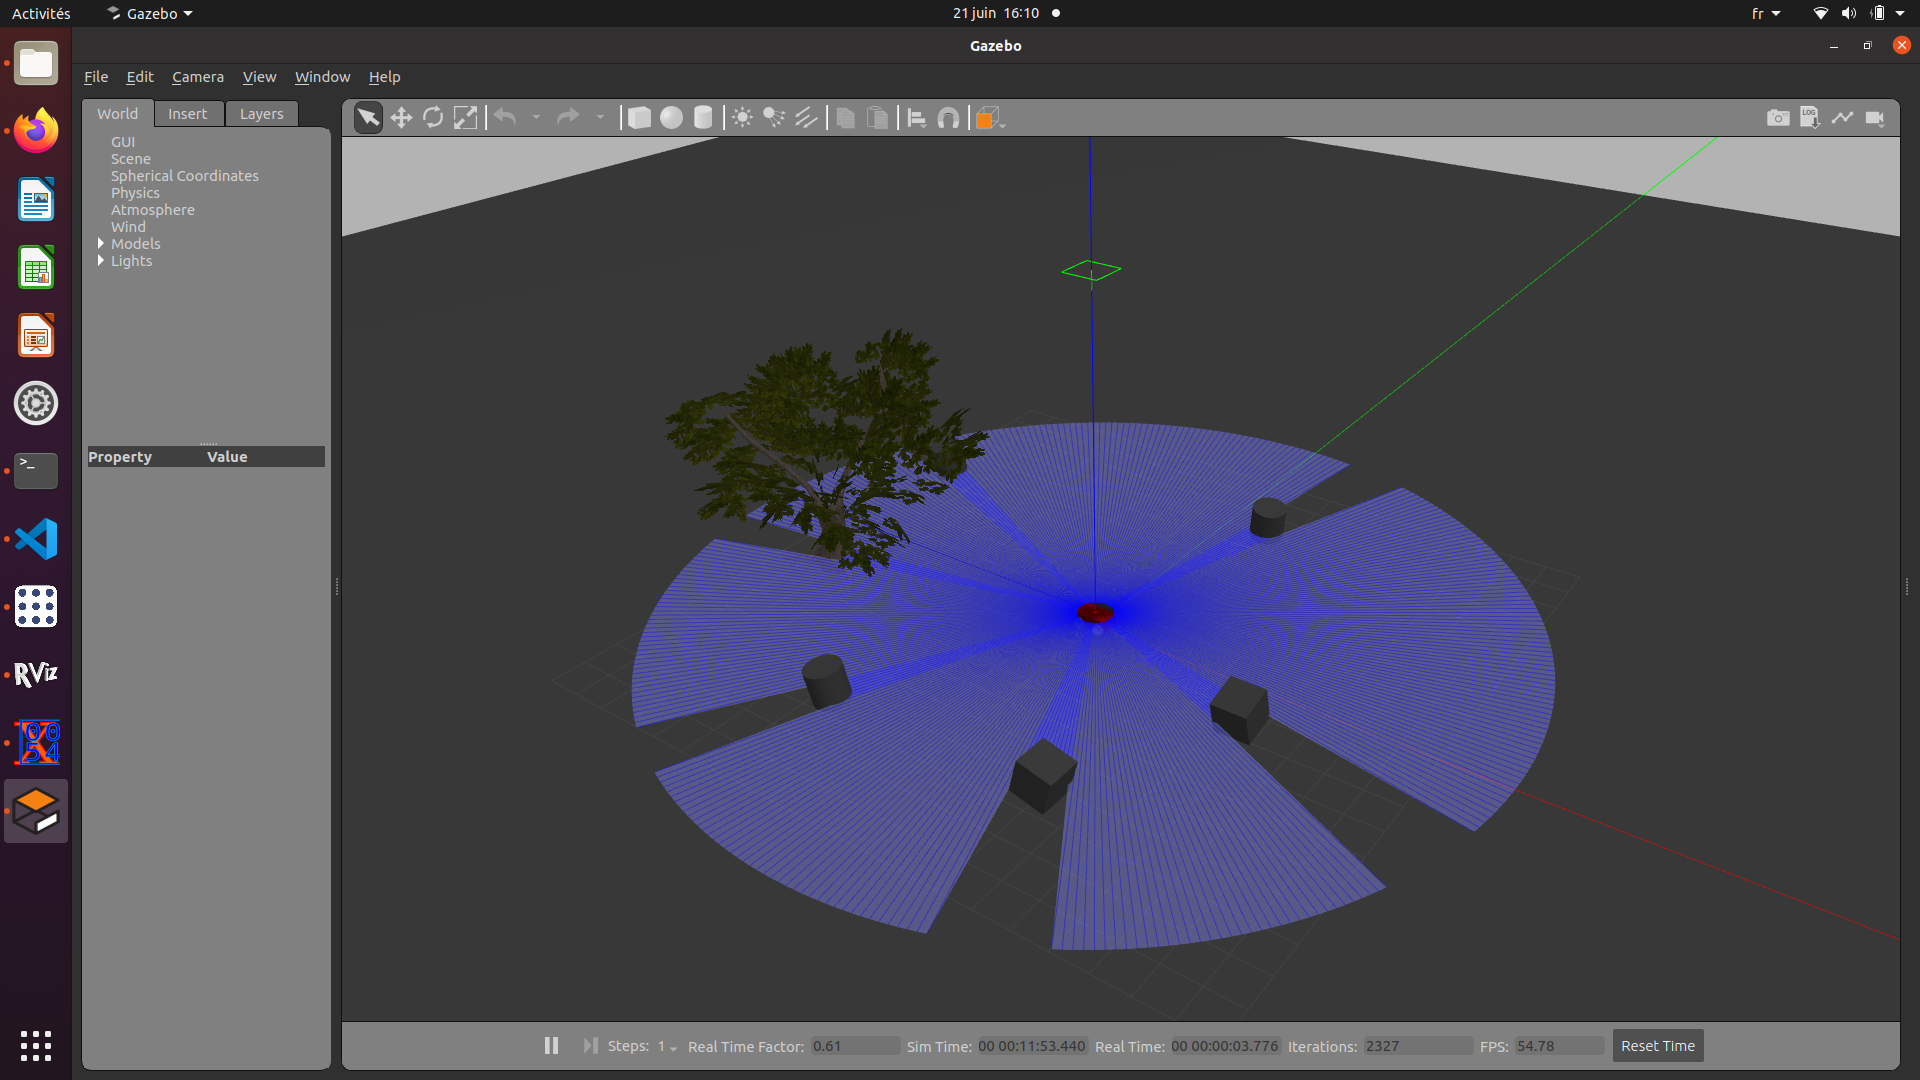 Activités Gazebo 21 juin 16:10 fr
Gazebo
File Edit Camera View Window Help
World Insert Layers
LOG
GUI
Scene
Spherical Coordinates
Physics
Atmosphere
Wind
Models
Lights
Property Value
>_
RViz
00
54
Steps: 1 Real Time Factor: 0.61 Sim Time: 00 00:11:53.440 Real Time: 00 00:00:03.776 Iterations: 2327 FPS: 54.78 Reset Time